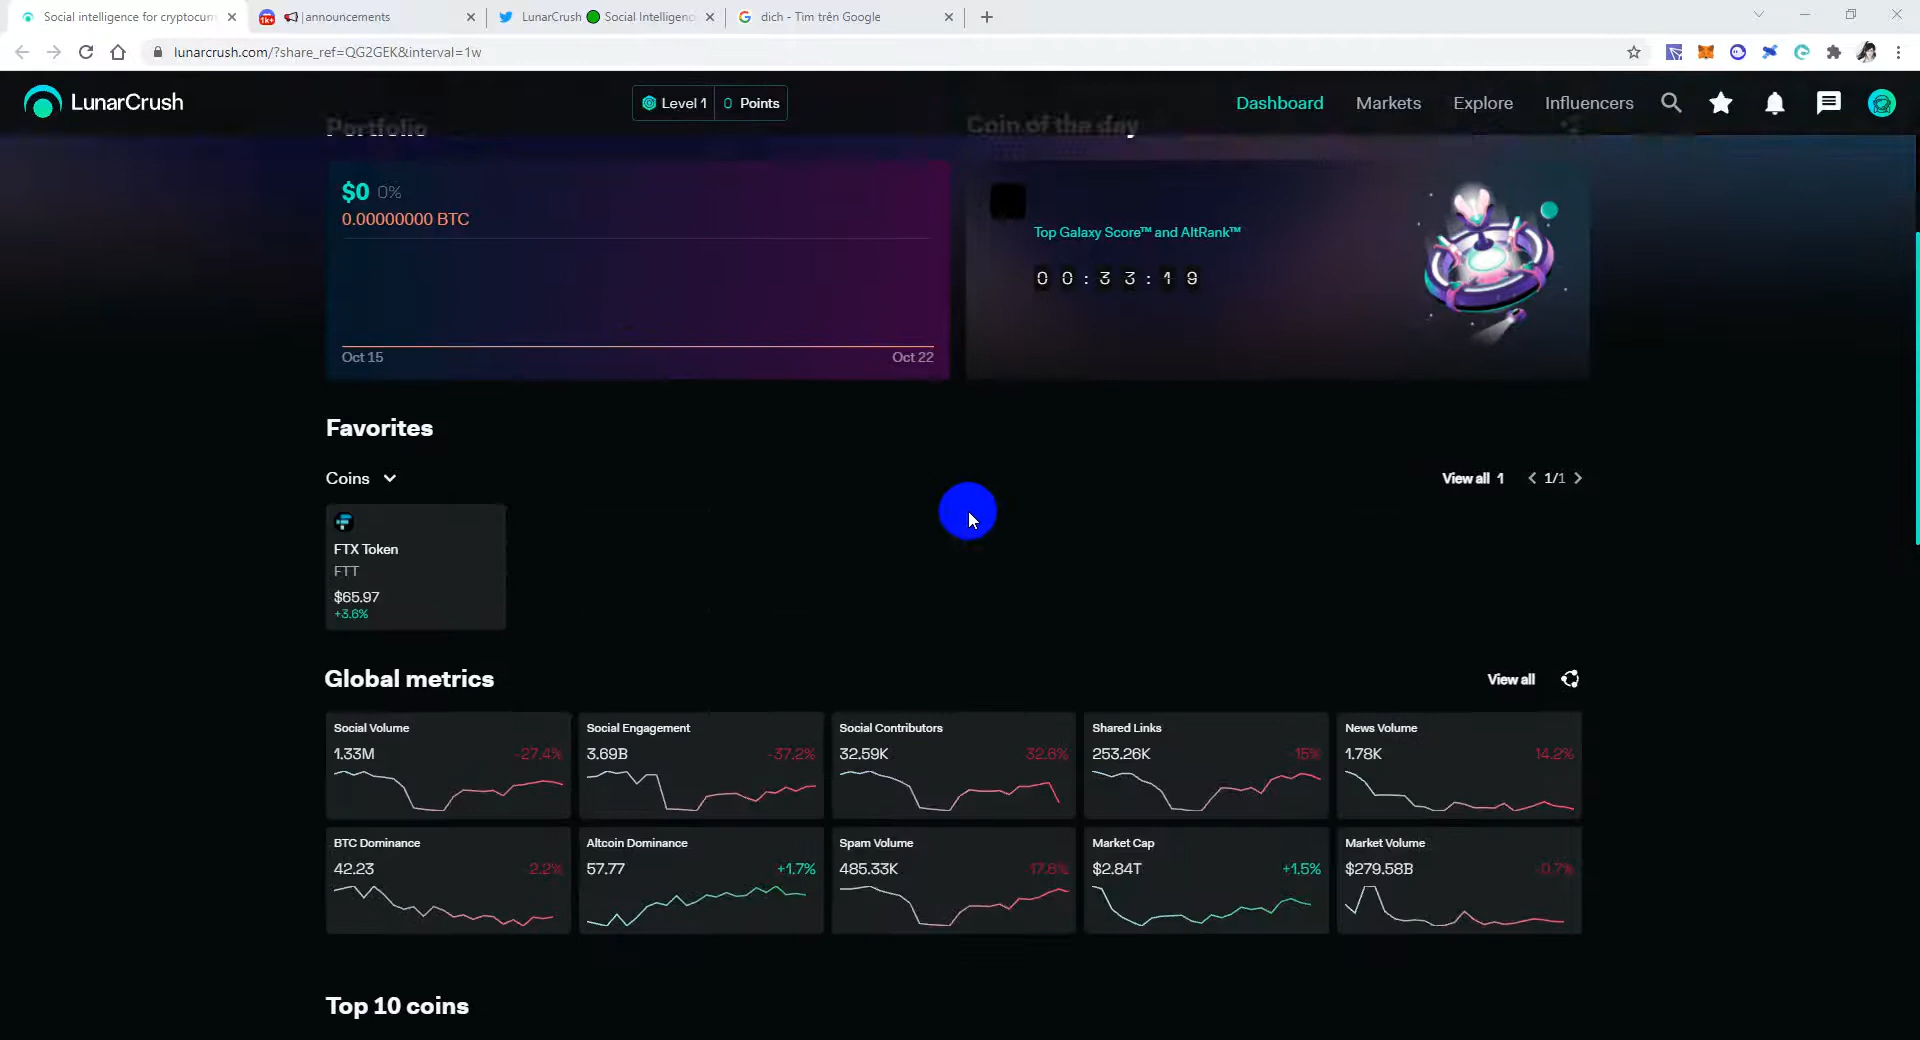 Social intelligence for cryptocurr
1k+
announcements
LunarCrush
Social Intelligenc
dich - Tìm trên Google
lunarcrush.com/?share_ref=QG2GEK&interval=1w
LunarCrush
Level 1
0 Points
Dashboard
Markets
Explore
Influencers
Portfolio
Coin of the day
$0 0%
0.00000000 BTC
Oct 15
Oct 22
Top Galaxy Score™ and AltRank™
00:33:19
Favorites
Coins
View all 1
1/1
FTX Token
FTT
$65.97
+3.6%
Global metrics
View all
Social Volume
1.33M -27.4%
Social Engagement
3.69B -37.2%
Social Contributors
32.59K 32.6%
Shared Links
253.26K -15%
News Volume
1.78K 14.2%
BTC Dominance
42.23 -2.2%
Altcoin Dominance
57.77 +1.7%
Spam Volume
485.33K 17.8%
Market Cap
$2.84T +1.5%
Market Volume
$279.58B -0.7%
Top 10 coins